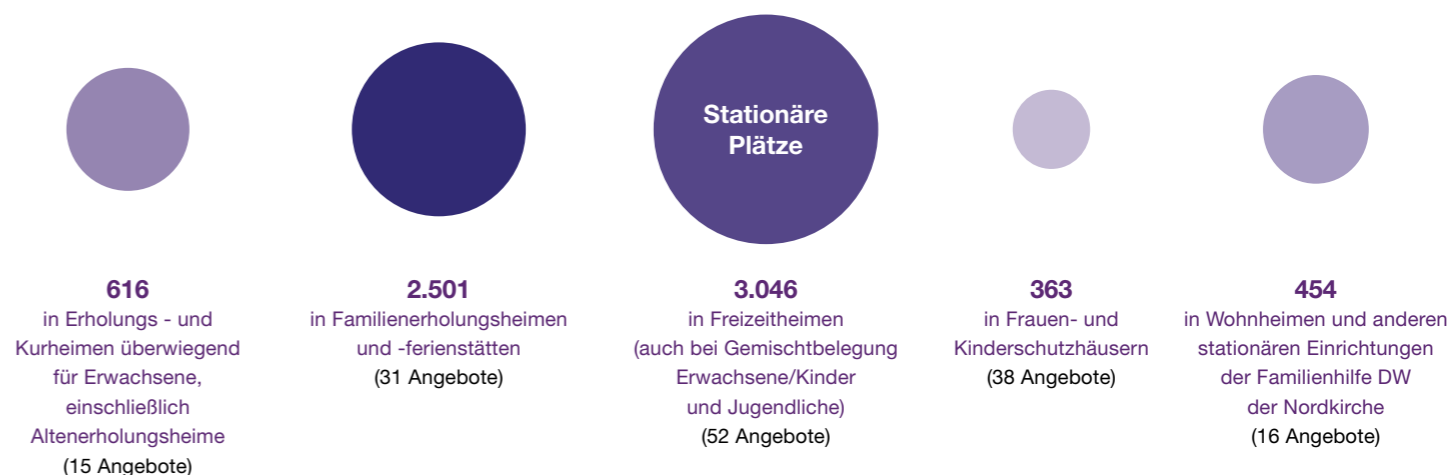 Stationäre
Plätze
616
in Erholungs - und
Kurheimen überwiegend
für Erwachsene,
einschließlich
Altenerholungsheime
(15 Angebote)
2.501
in Familienerholungsheimen
und -ferienstätten
(31 Angebote)
3.046
in Freizeitheimen
(auch bei Gemischtbelegung
Erwachsene/Kinder
und Jugendliche)
(52 Angebote)
363
in Frauen- und
Kinderschutzhäusern
(38 Angebote)
454
in Wohnheimen und anderen
stationären Einrichtungen
der Familienhilfe DW
der Nordkirche
(16 Angebote)